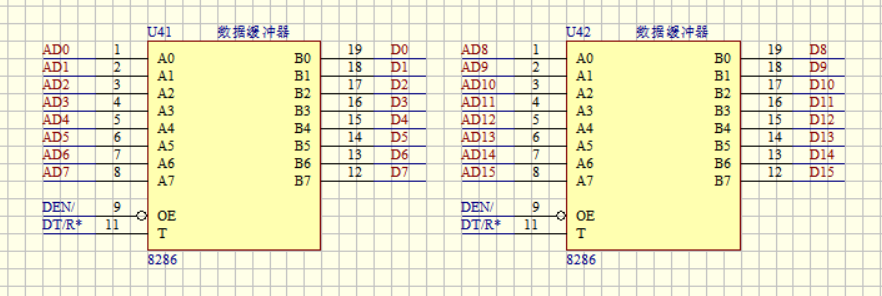 U41 数据缓冲器 U42 数据缓冲器
AD0 1 A0 B0 19 D0 AD8 1 A0 B0 19 D8
AD1 2 A1 B1 18 D1 AD9 2 A1 B1 18 D9
AD2 3 A2 B2 17 D2 AD10 3 A2 B2 17 D10
AD3 4 A3 B3 16 D3 AD11 4 A3 B3 16 D11
AD4 5 A4 B4 15 D4 AD12 5 A4 B4 15 D12
AD5 6 A5 B5 14 D5 AD13 6 A5 B5 14 D13
AD6 7 A6 B6 13 D6 AD14 7 A6 B6 13 D14
AD7 8 A7 B7 12 D7 AD15 8 A7 B7 12 D15
DEN/ 9 OE DEN/ 9 OE
DT/R* 11 T DT/R* 11 T
8286 8286